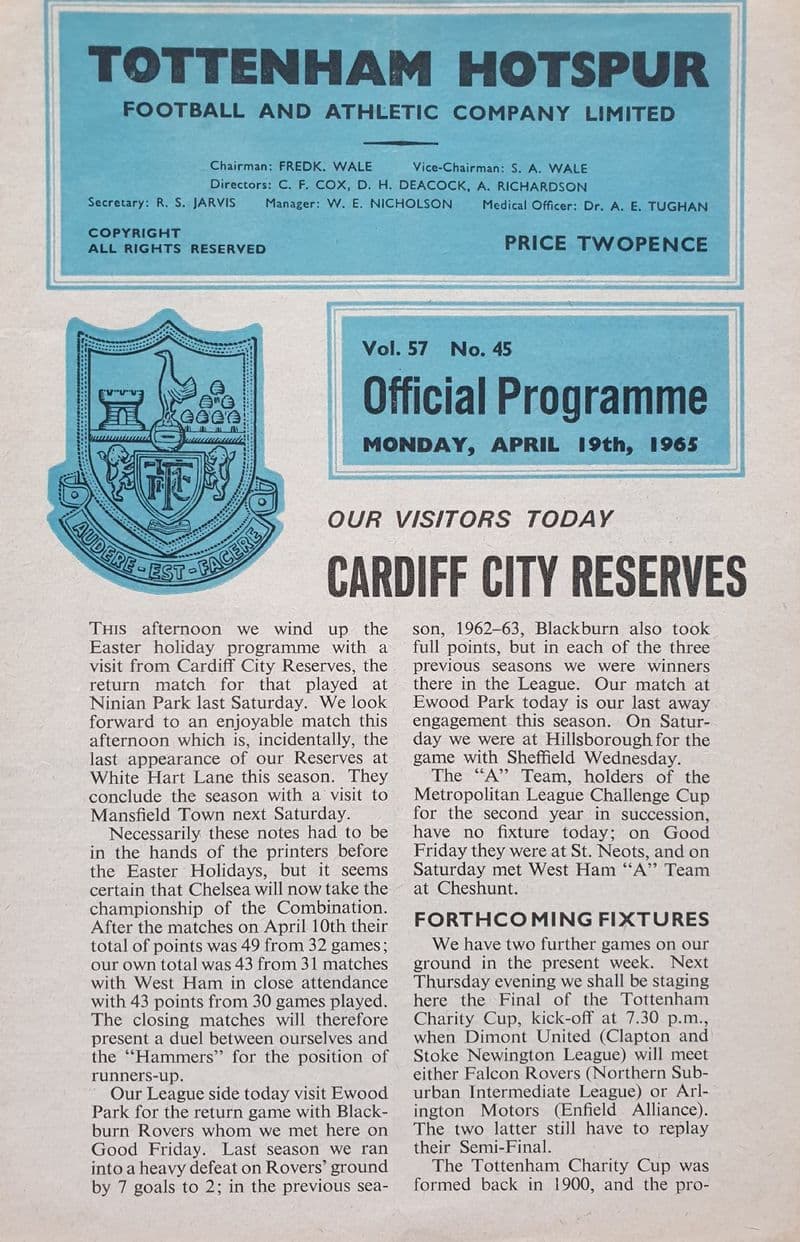 TOTTENHAM HOTSPUR
FOOTBALL AND ATHLETIC COMPANY LIMITED
Chairman: FREDK. WALE Vice-Chairman: S. A. WALE
Directors: C. F. COX, D. H. DEACOCK, A. RICHARDSON
Secretary: R. S. JARVIS Manager: W. E. NICHOLSON Medical Officer: Dr. A. E. TUGHAN
COPYRIGHT
ALL RIGHTS RESERVED
PRICE TWOPENCE
AUDERE-EST-FACERE
Vol. 57 No. 45
Official Programme
MONDAY, APRIL 19th, 1965
OUR VISITORS TODAY
CARDIFF CITY RESERVES
THIS afternoon we wind up the
Easter holiday programme with a
visit from Cardiff City Reserves, the
return match for that played at
Ninian Park last Saturday. We look
forward to an enjoyable match this
afternoon which is, incidentally, the
last appearance of our Reserves at
White Hart Lane this season. They
conclude the season with a visit to
Mansfield Town next Saturday.
Necessarily these notes had to be
in the hands of the printers before
the Easter Holidays, but it seems
certain that Chelsea will now take the
championship of the Combination.
After the matches on April 10th their
total of points was 49 from 32 games;
our own total was 43 from 31 matches
with West Ham in close attendance
with 43 points from 30 games played.
The closing matches will therefore
present a duel between ourselves and
the "Hammers" for the position of
runners-up.
Our League side today visit Ewood
Park for the return game with Black-
burn Rovers whom we met here on
Good Friday. Last season we ran
into a heavy defeat on Rovers' ground
by 7 goals to 2; in the previous sea-
son, 1962–63, Blackburn also took
full points, but in each of the three
previous seasons we were winners
there in the League. Our match at
Ewood Park today is our last away
engagement this season. On Satur-
day we were at Hillsborough for the
game with Sheffield Wednesday.
The "A" Team, holders of the
Metropolitan League Challenge Cup
for the second year in succession,
have no fixture today; on Good
Friday they were at St. Neots, and on
Saturday met West Ham "A" Team
at Cheshunt.
FORTHCOMING FIXTURES
We have two further games on our
ground in the present week. Next
Thursday evening we shall be staging
here the Final of the Tottenham
Charity Cup, kick-off at 7.30 p.m.,
when Dimont United (Clapton and
Stoke Newington League) will meet
either Falcon Rovers (Northern Sub-
urban Intermediate League) or Arl-
ington Motors (Enfield Alliance).
The two latter still have to replay
their Semi-Final.
The Tottenham Charity Cup was
formed back in 1900, and the pro-